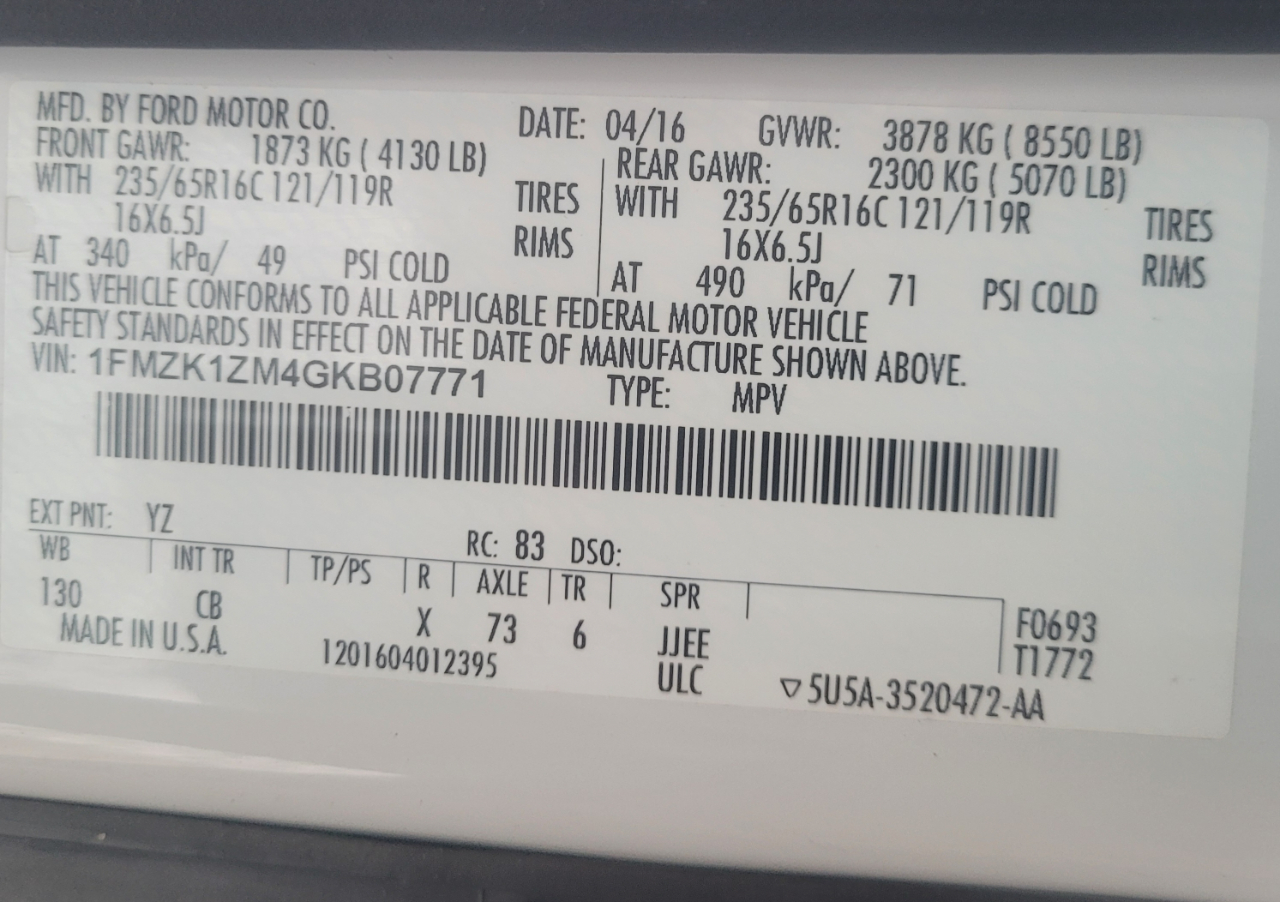 MFD. BY FORD MOTOR CO. DATE: 04/16 GVWR: 3878 KG ( 8550 LB)
FRONT GAWR: 1873 KG ( 4130 LB) REAR GAWR: 2300 KG ( 5070 LB)
WITH 235/65R16C 121/119R TIRES WITH 235/65R16C 121/119R TIRES
16X6.5J RIMS 16X6.5J RIMS
AT 340 kPa/ 49 PSI COLD AT 490 kPa/ 71 PSI COLD
THIS VEHICLE CONFORMS TO ALL APPLICABLE FEDERAL MOTOR VEHICLE
SAFETY STANDARDS IN EFFECT ON THE DATE OF MANUFACTURE SHOWN ABOVE.
VIN: 1FMZK1ZM4GKB07771 TYPE: MPV
EXT PNT: YZ RC: 83 DSO:
WB INT TR TP/PS R AXLE TR SPR
130 CB X 73 6 JJEE F0693
MADE IN U.S.A. 1201604012395 ULC T1772
▽5U5A-3520472-AA